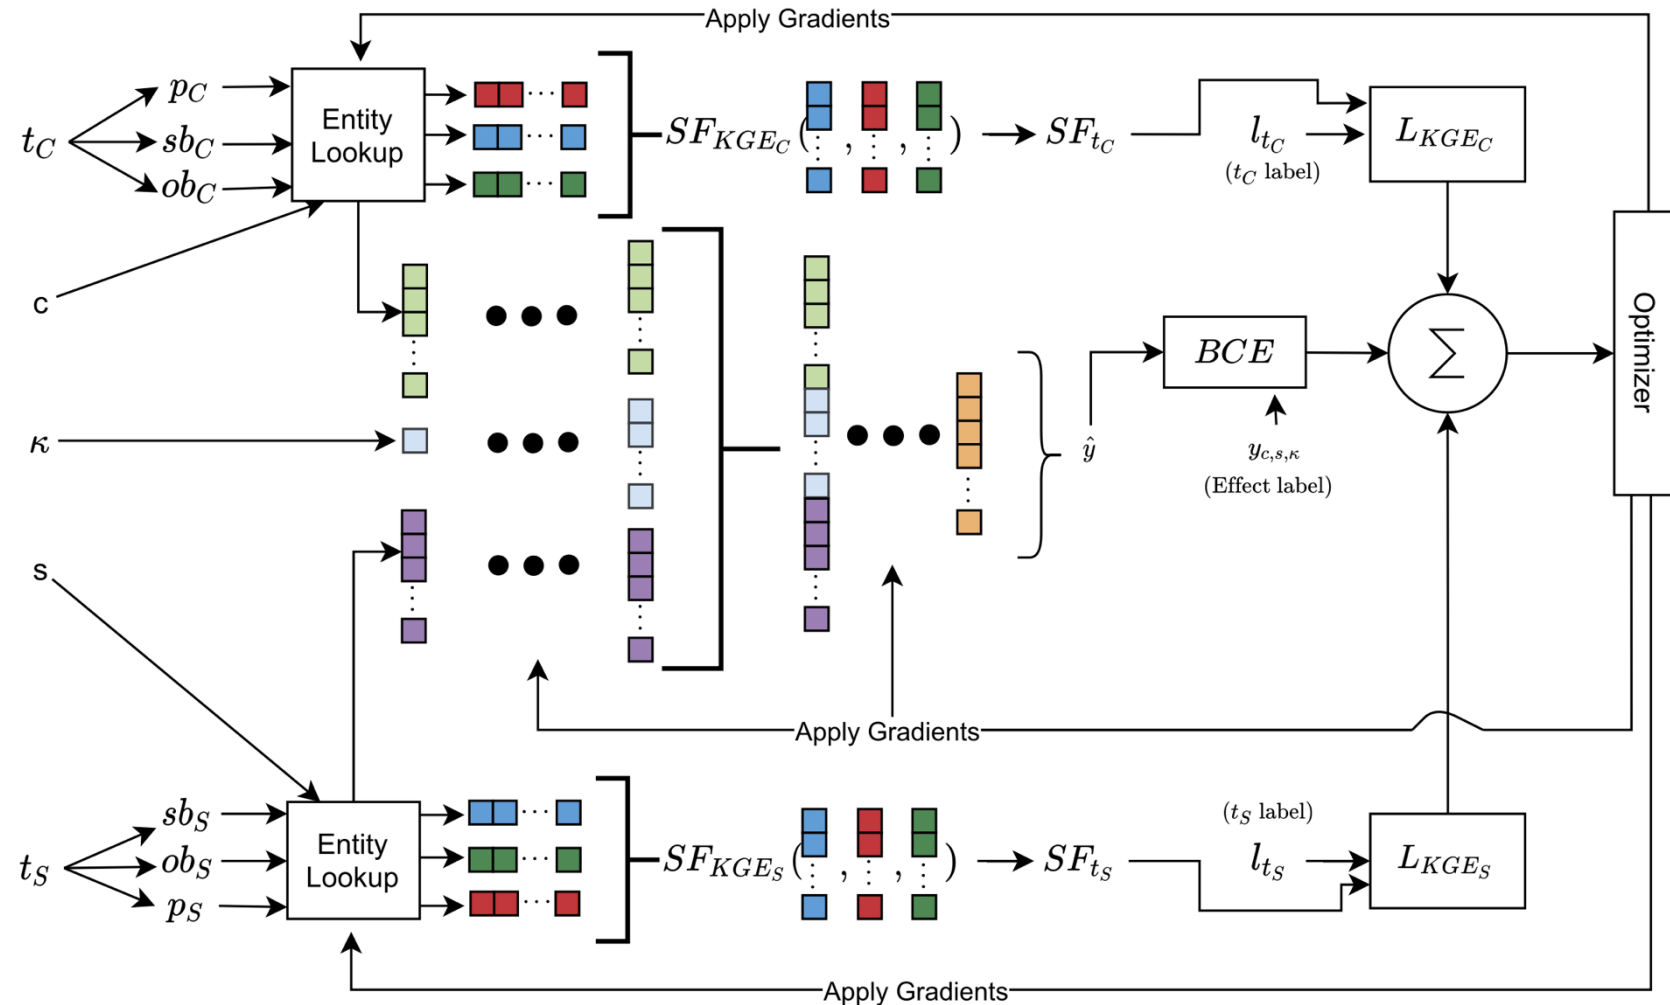 Apply Gradients
t_C
p_C
sb_C
ob_C
Entity
Lookup
SF_{KGE_C}( , , )
SF_{t_C}
l_{t_C}
(t_C label)
L_{KGE_C}
c
κ
s
ŷ
BCE
y_{c,s,κ}
(Effect label)
∑
Optimizer
Apply Gradients
t_S
sb_S
ob_S
p_S
Entity
Lookup
SF_{KGE_S}( , , )
SF_{t_S}
(t_S label)
l_{t_S}
L_{KGE_S}
Apply Gradients